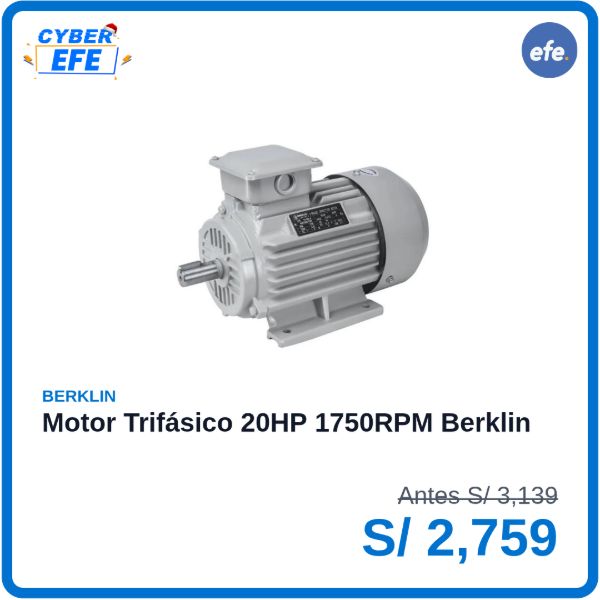 CYBER
EFE
efe.
BERKLIN
Motor Trifásico 20HP 1750RPM Berklin
Antes S/ 3,139
S/ 2,759